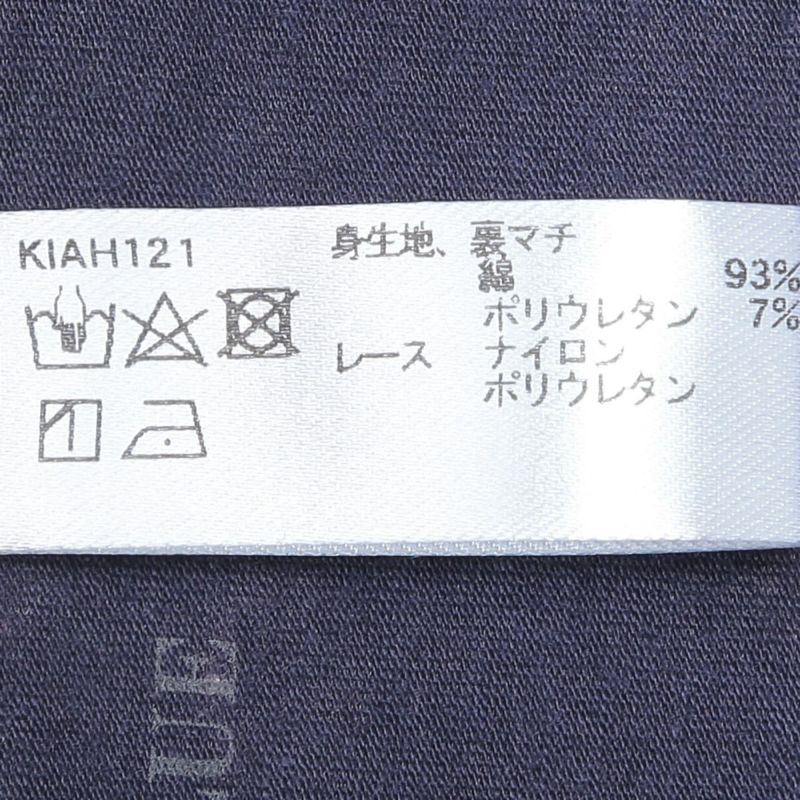 KIAH121
身生地、裏マチ
綿 93%
ポリウレタン 7%
レース ナイロン
ポリウレタン
UE